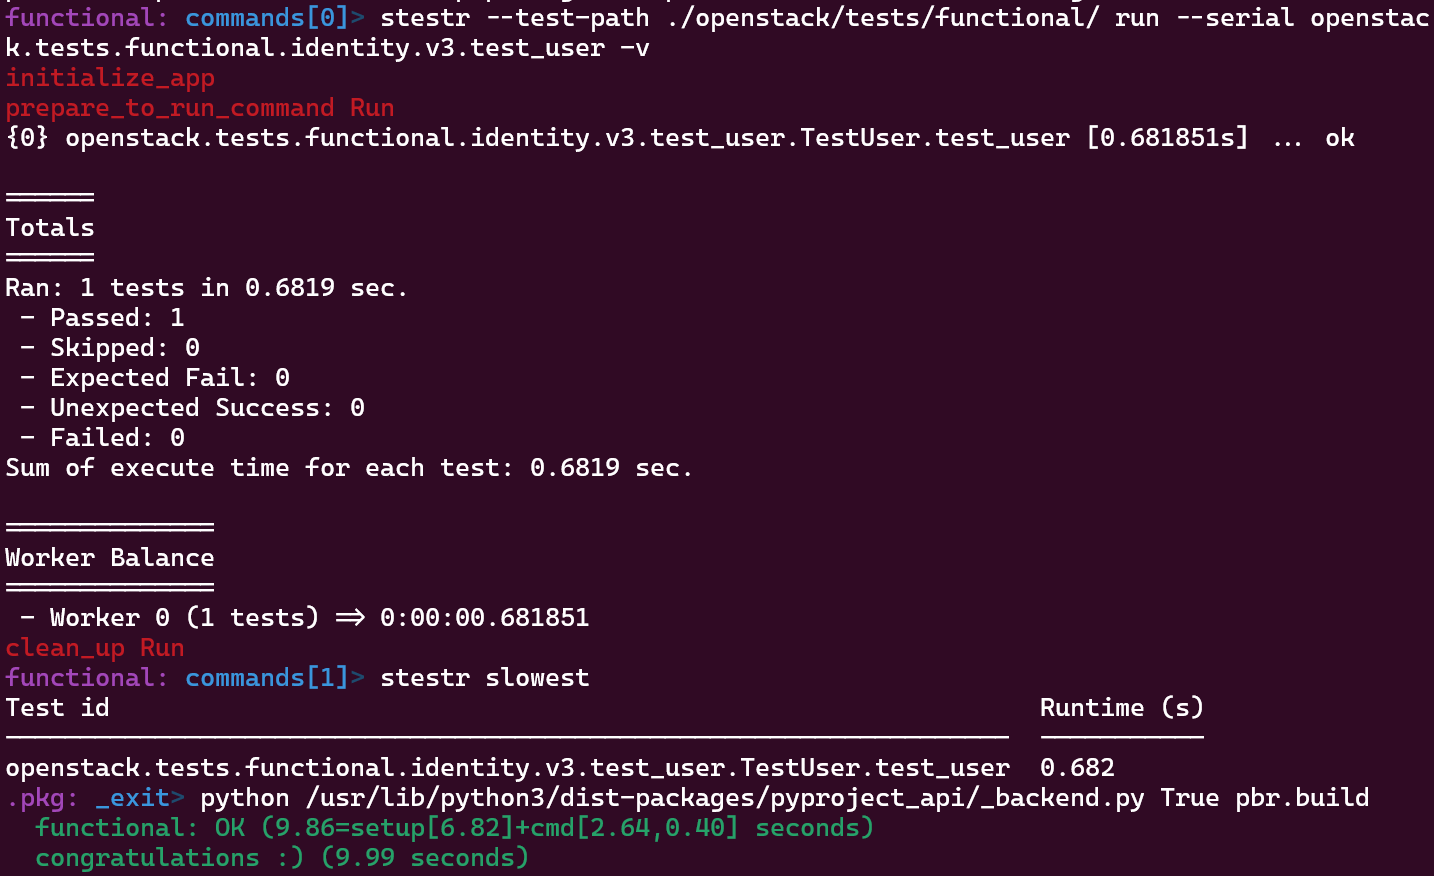 functional: commands[0]> stestr --test-path ./openstack/tests/functional/ run --serial openstac
k.tests.functional.identity.v3.test_user -v
initialize_app
prepare_to_run_command Run
{0} openstack.tests.functional.identity.v3.test_user.TestUser.test_user [0.681851s] ... ok
======
Totals
======
Ran: 1 tests in 0.6819 sec.
 - Passed: 1
 - Skipped: 0
 - Expected Fail: 0
 - Unexpected Success: 0
 - Failed: 0
Sum of execute time for each test: 0.6819 sec.
==============
Worker Balance
==============
 - Worker 0 (1 tests) => 0:00:00.681851
clean_up Run
functional: commands[1]> stestr slowest
Test id                                                              Runtime (s)
-------------------------------------------------------------------  -----------
openstack.tests.functional.identity.v3.test_user.TestUser.test_user  0.682
.pkg: _exit> python /usr/lib/python3/dist-packages/pyproject_api/_backend.py True pbr.build
  functional: OK (9.86=setup[6.82]+cmd[2.64,0.40] seconds)
  congratulations :) (9.99 seconds)